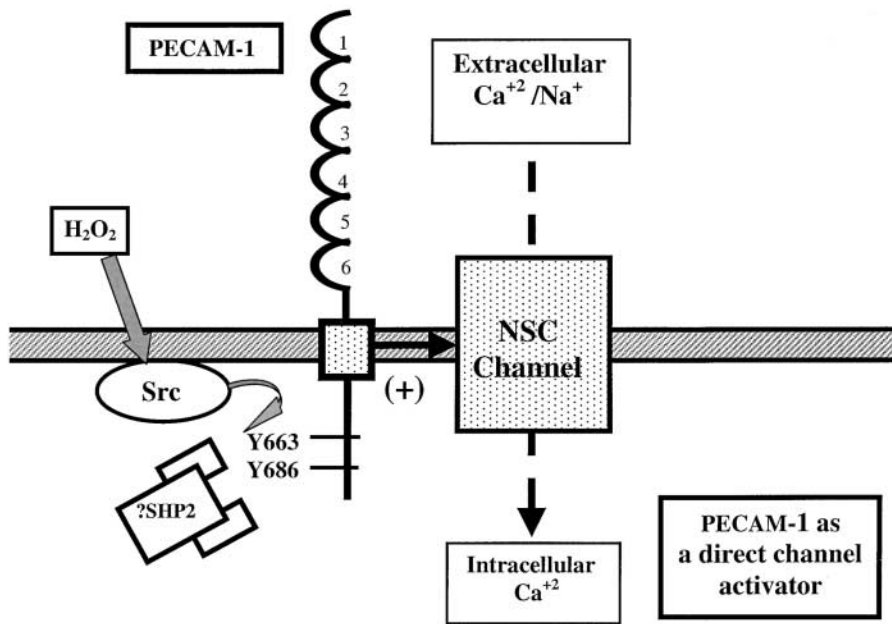 PECAM-1
1
2
3
4
5
6
Extracellular
Ca⁺² /Na⁺
H₂O₂
NSC
Channel
Src
(+)
Y663
Y686
?SHP2
Intracellular
Ca⁺²
PECAM-1 as
a direct channel
activator